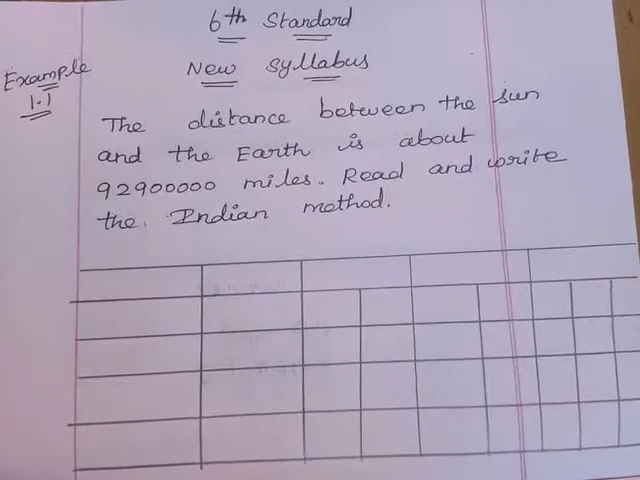 6th Standard
New Syllabus
Example
1.1
The distance between the sun
and the Earth is about
92900000 miles. Read and write
the. Indian method.